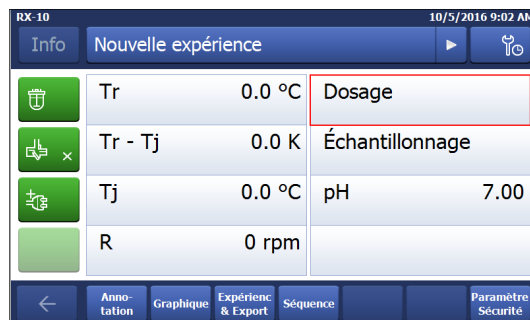 RX-10 10/5/2016 9:02 AM
Info Nouvelle expérience
Tr 0.0 °C Dosage
Tr - Tj 0.0 K Échantillonnage
Tj 0.0 °C pH 7.00
R 0 rpm
Anno-
tation
Graphique
Expérienc
& Export
Séquence
Paramètre
Sécurité